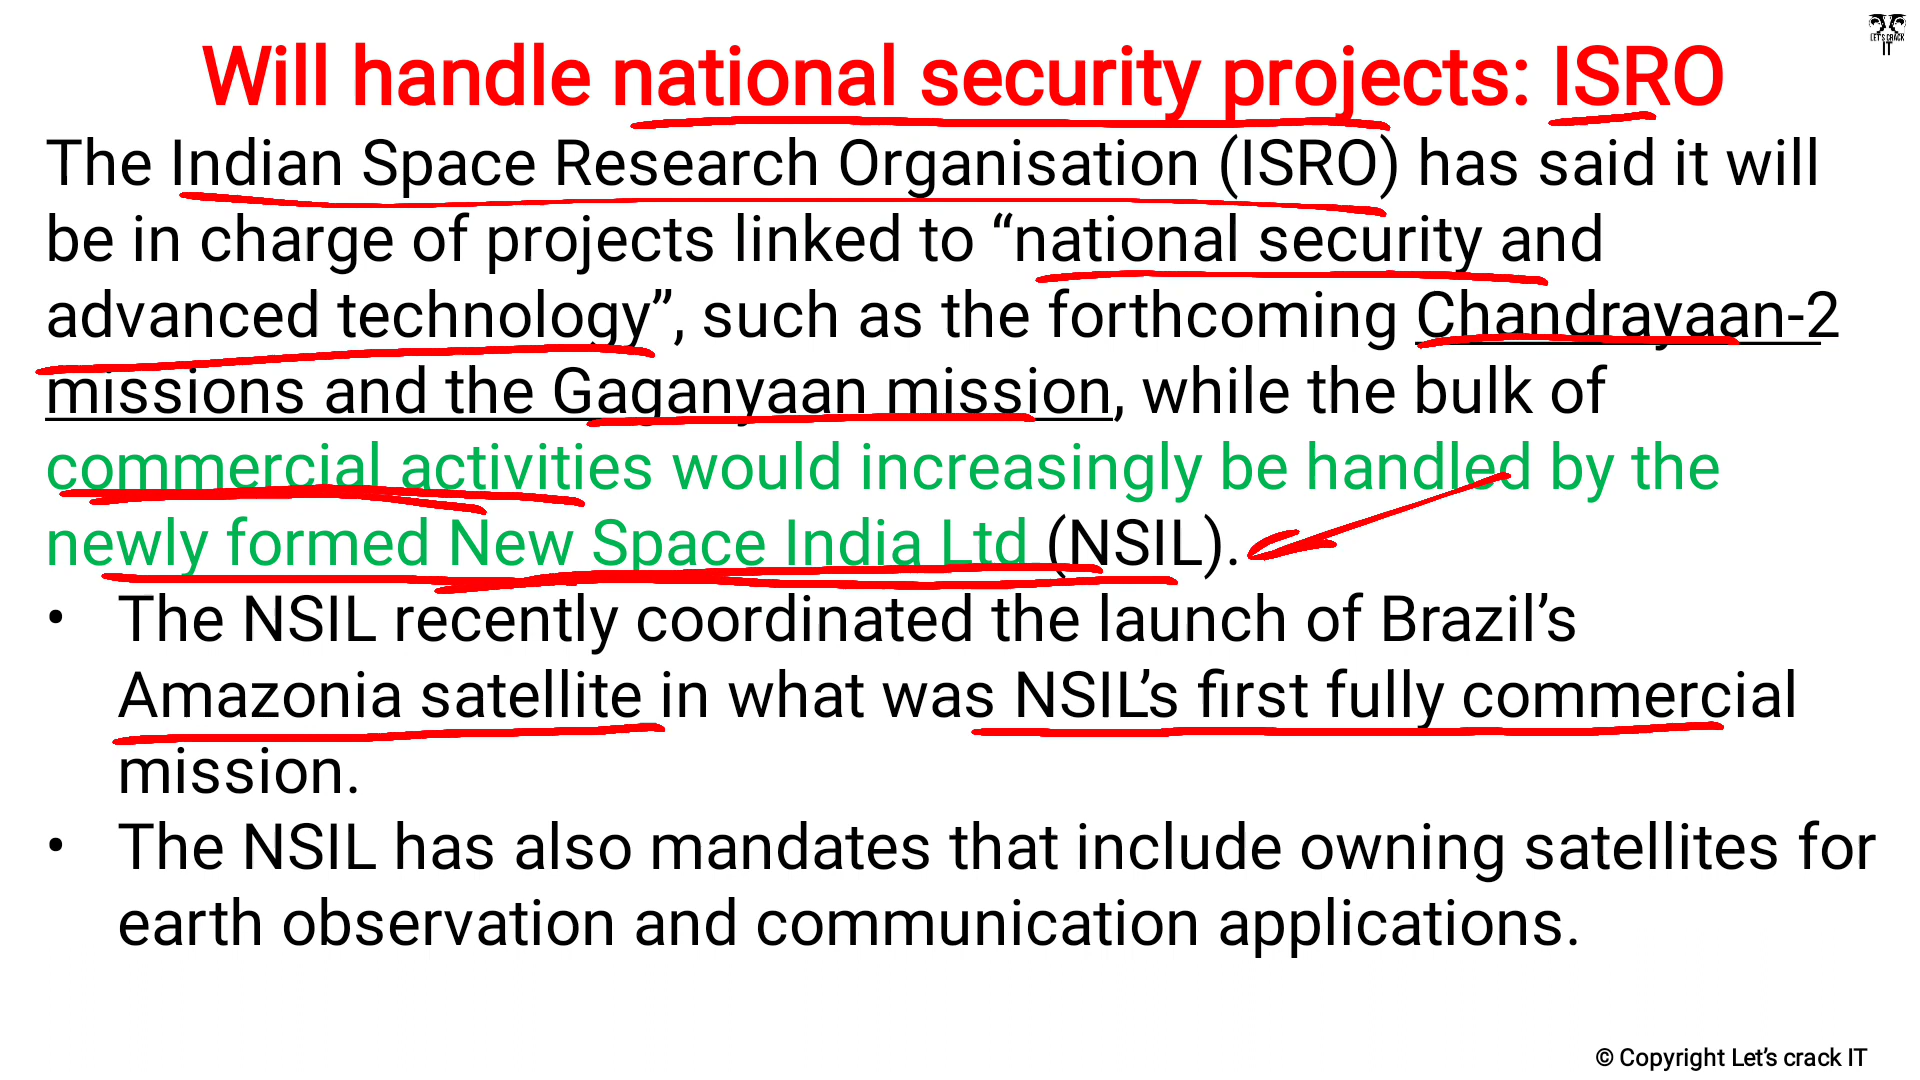 LET'S CRACK
IT
Will handle national security projects: ISRO
The Indian Space Research Organisation (ISRO) has said it will
be in charge of projects linked to “national security and
advanced technology”, such as the forthcoming Chandrayaan-2
missions and the Gaganyaan mission, while the bulk of
commercial activities would increasingly be handled by the
newly formed New Space India Ltd (NSIL).
• The NSIL recently coordinated the launch of Brazil’s
Amazonia satellite in what was NSIL’s first fully commercial
mission.
• The NSIL has also mandates that include owning satellites for
earth observation and communication applications.
© Copyright Let’s crack IT